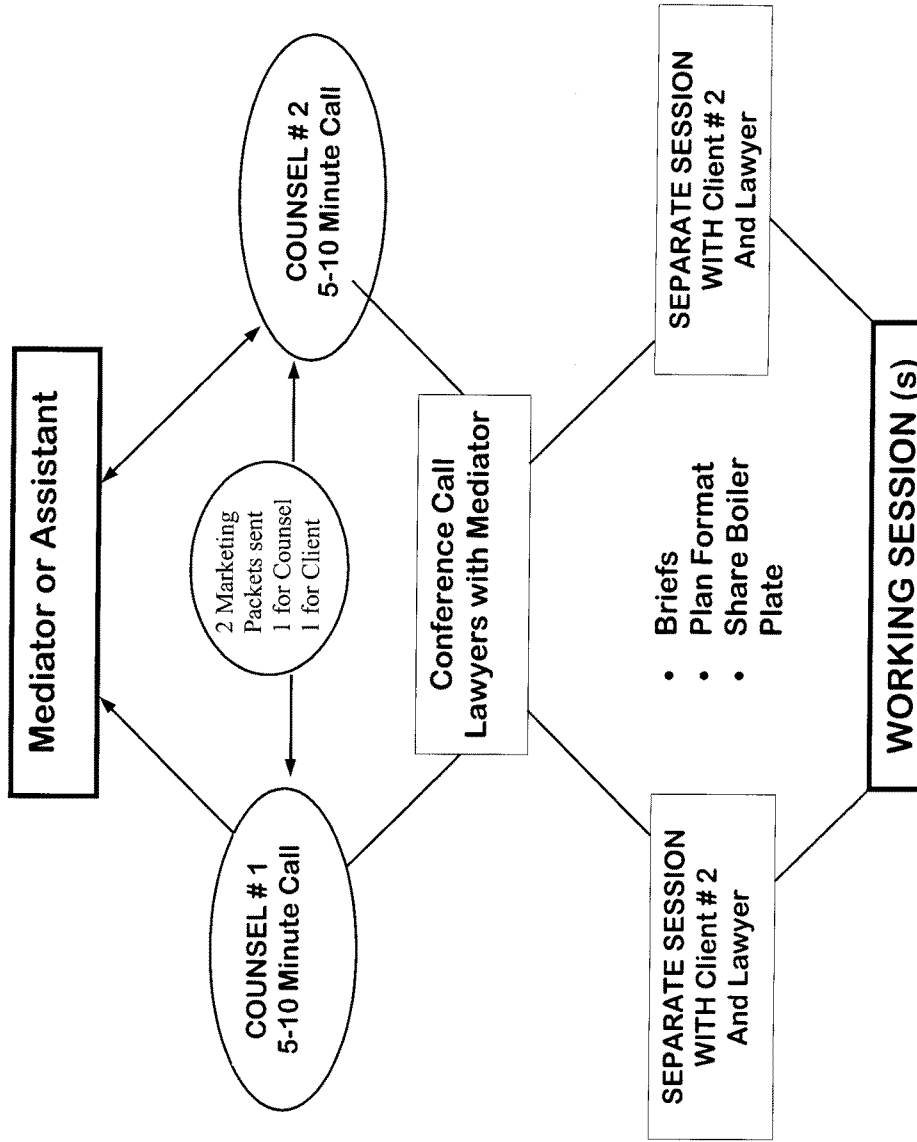 Mediator or Assistant
COUNSEL # 1
5-10 Minute Call
2 Marketing
Packets sent
1 for Counsel
1 for Client
COUNSEL # 2
5-10 Minute Call
Conference Call
Lawyers with Mediator
SEPARATE SESSION
WITH Client # 2
And Lawyer
• Briefs
• Plan Format
• Share Boiler
Plate
SEPARATE SESSION
WITH Client # 2
And Lawyer
WORKING SESSION (s)